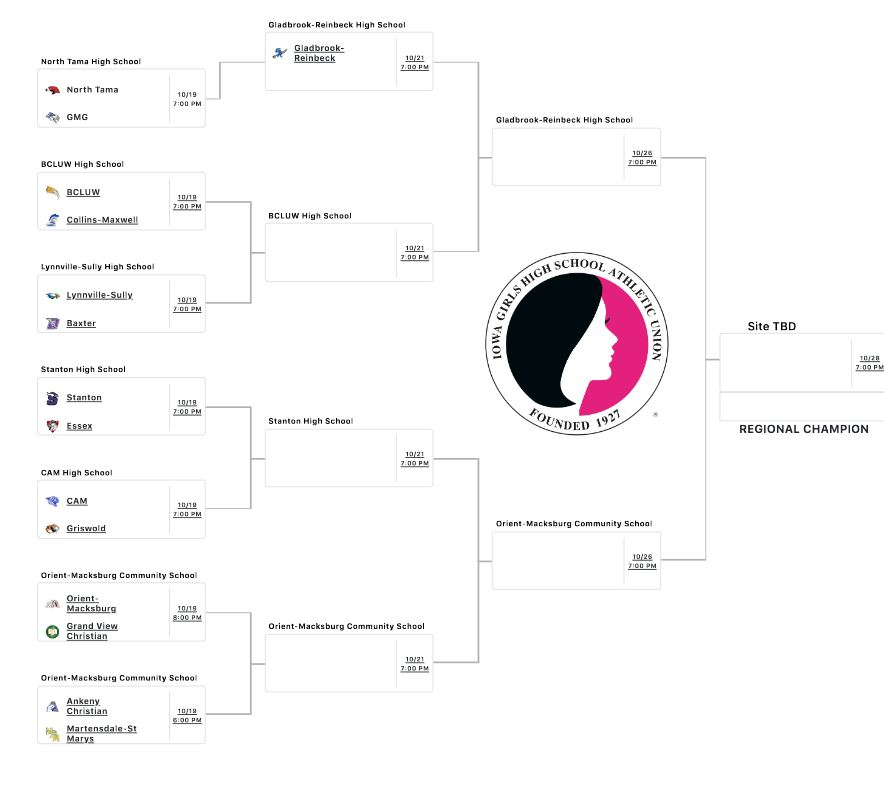 Gladbrook-Reinbeck High School
Gladbrook-
Reinbeck
10/21
7:00 PM
North Tama High School
North Tama
GMG
10/19
7:00 PM
Gladbrook-Reinbeck High School
10/26
7:00 PM
BCLUW High School
BCLUW
Collins-Maxwell
10/19
7:00 PM
BCLUW High School
10/21
7:00 PM
Lynnville-Sully High School
Lynnville-Sully
Baxter
10/19
7:00 PM
IOWA GIRLS HIGH SCHOOL ATHLETIC UNION
FOUNDED 1927
®
Site TBD
10/28
7:00 PM
REGIONAL CHAMPION
Stanton High School
Stanton
Essex
10/19
7:00 PM
Stanton High School
10/21
7:00 PM
CAM High School
CAM
Griswold
10/19
7:00 PM
Orient-Macksburg Community School
10/26
7:00 PM
Orient-Macksburg Community School
Orient-
Macksburg
Grand View
Christian
10/19
8:00 PM
Orient-Macksburg Community School
10/21
7:00 PM
Orient-Macksburg Community School
Ankeny
Christian
Martensdale-St
Marys
10/19
6:00 PM